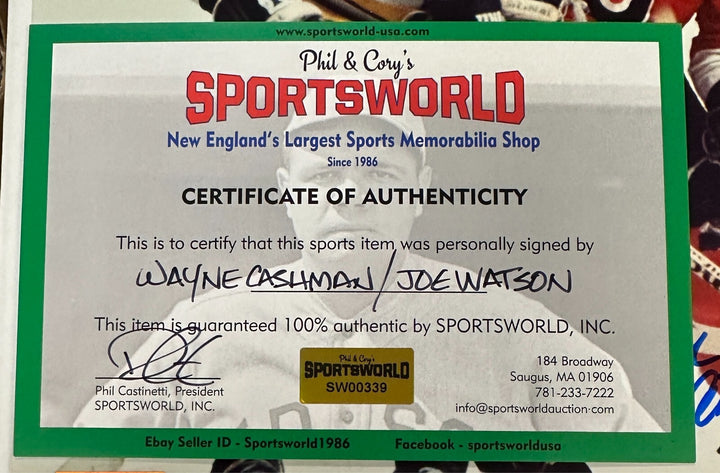 www.sportsworld-usa.com
Phil & Cory's
SPORTSWORLD
New England's Largest Sports Memorabilia Shop
Since 1986
CERTIFICATE OF AUTHENTICITY
This is to certify that this sports item was personally signed by
WAYNE CASHMAN / JOE WATSON
This item is guaranteed 100% authentic by SPORTSWORLD, INC.
Phil Castinetti, President
SPORTSWORLD, INC.
Phil & Cory's
SPORTSWORLD
SW00339
184 Broadway
Saugus, MA 01906
781-233-7222
info@sportsworldauction.com
Ebay Seller ID - Sportsworld1986
Facebook - sportsworldusa